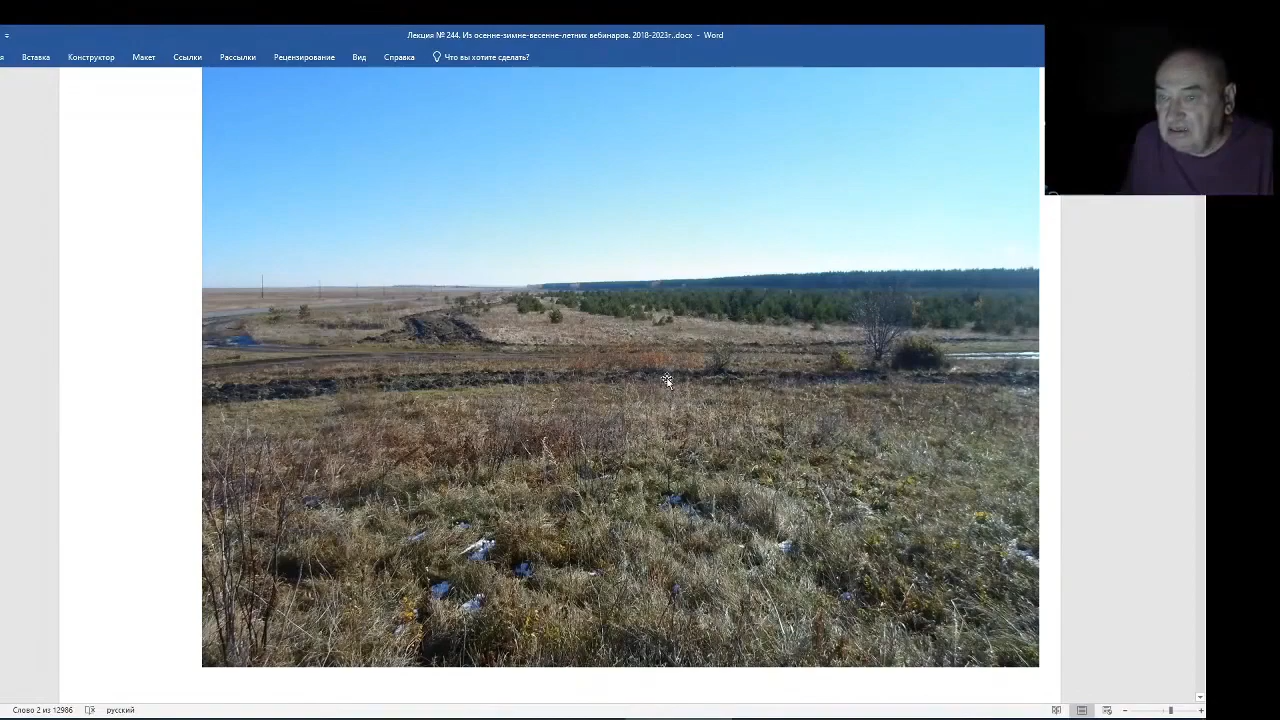 Лекция № 244. Из осенне-зимне-весенне-летних вебинаров. 2018-2023г..docx - Word
я Вставка Конструктор Макет Ссылки Рассылки Рецензирование Вид Справка Что вы хотите сделать?
Слово 2 из 12986 русский